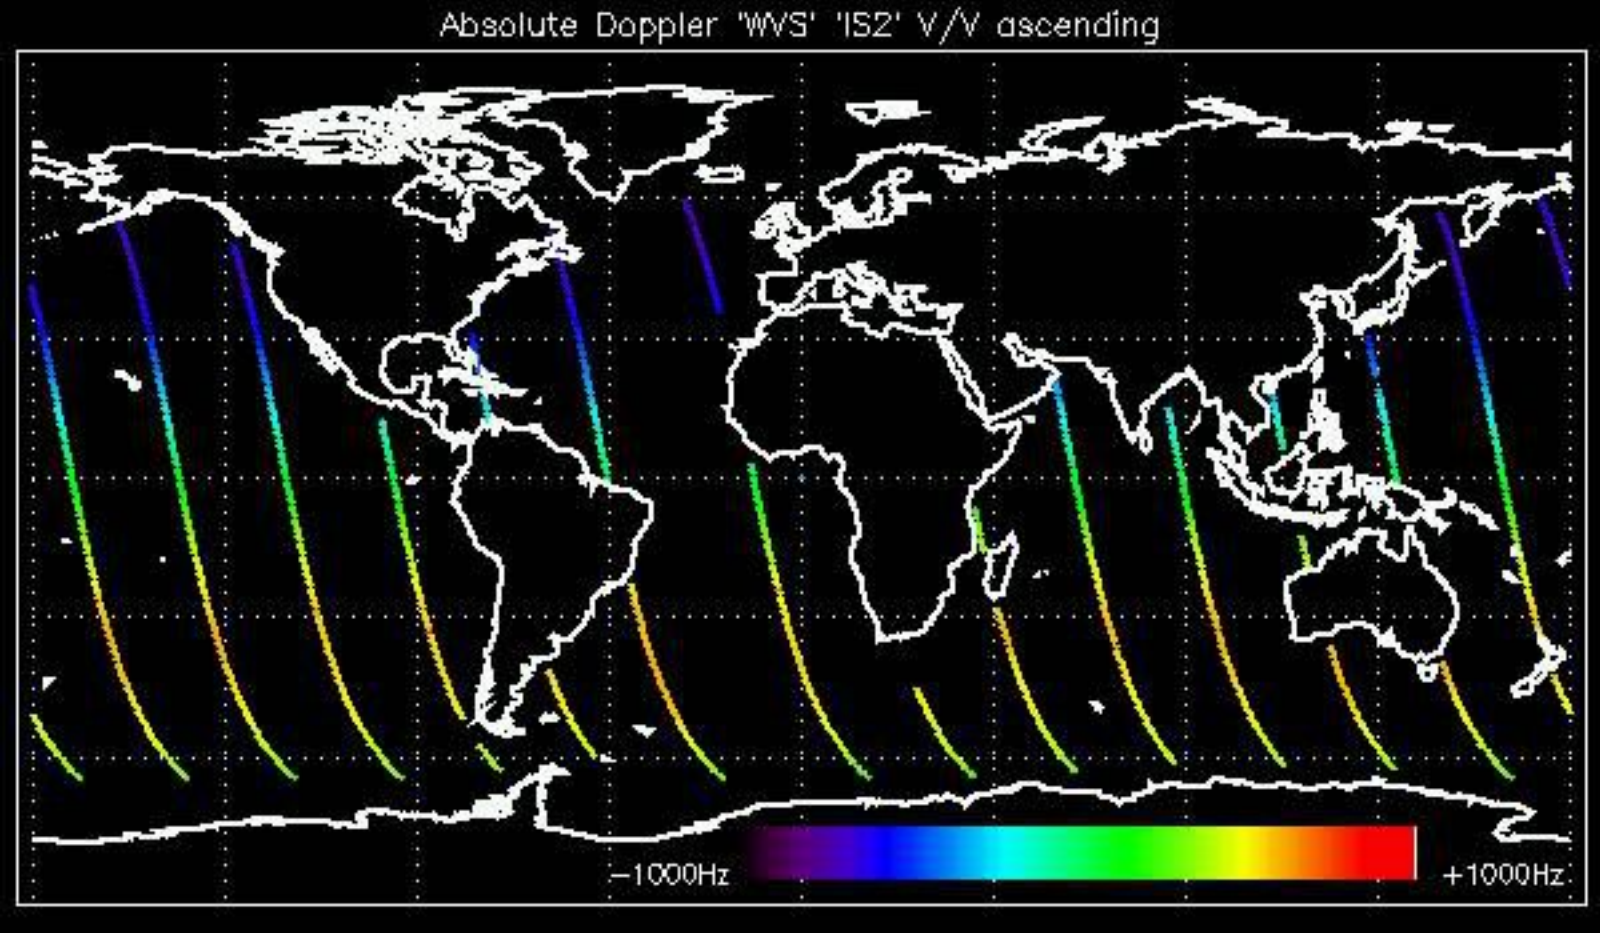 Absolute Doppler 'WVS' 'IS2' V/V ascending
-1000Hz +1000Hz